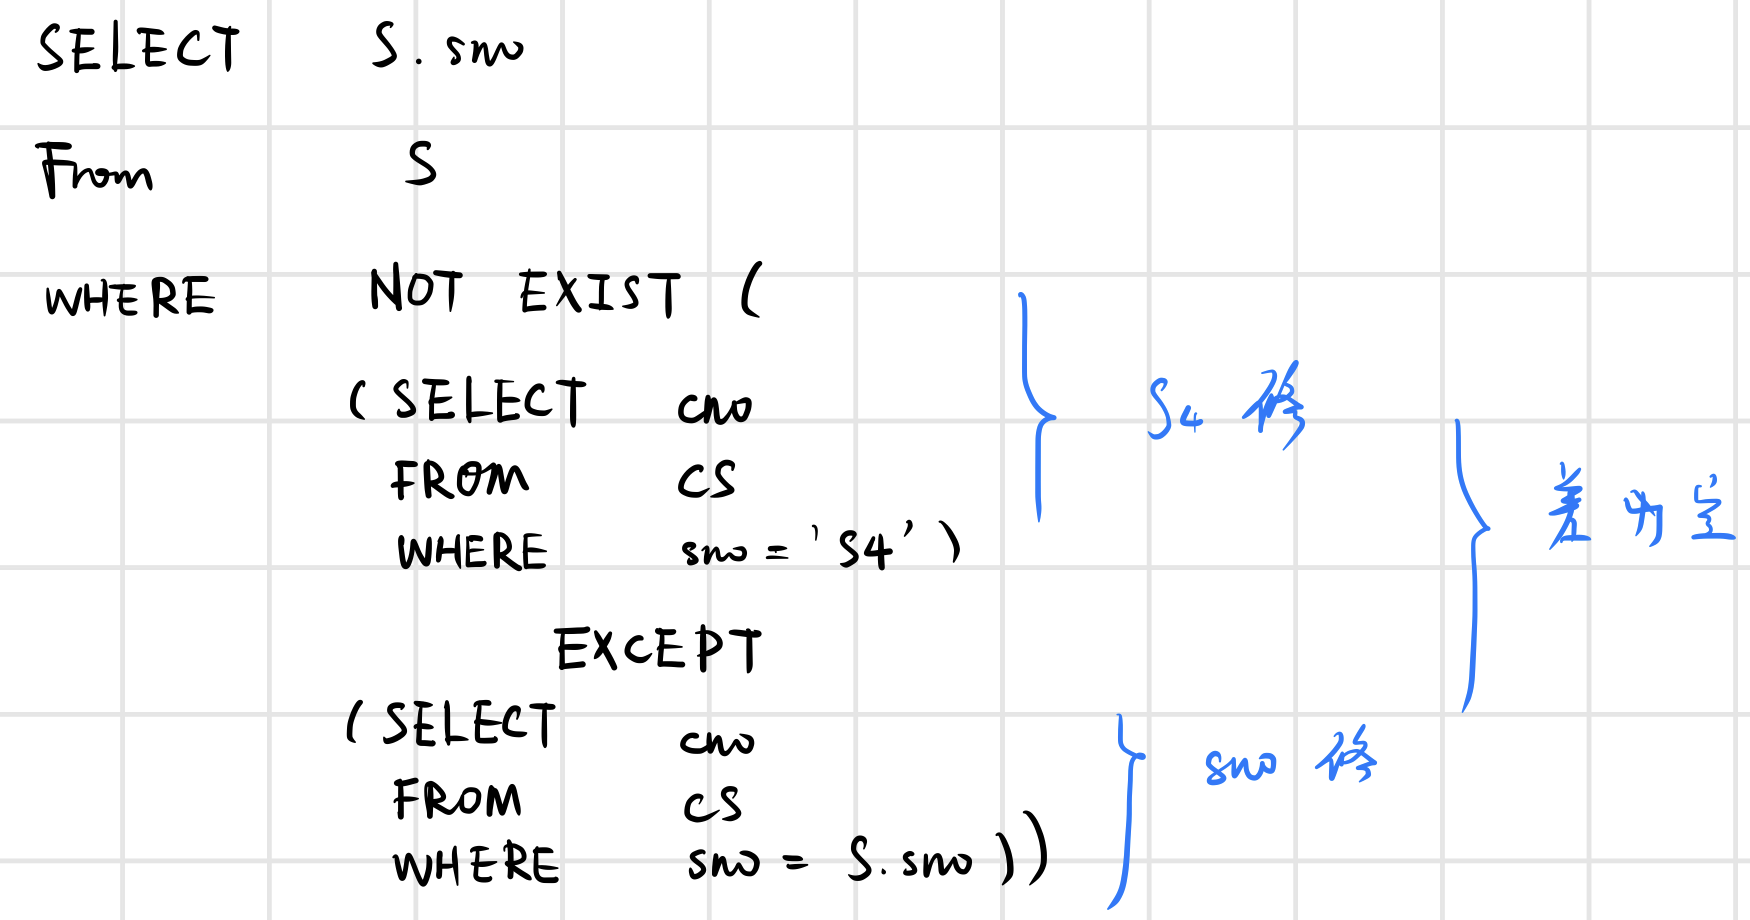 SELECT S.sno
From S
WHERE NOT EXIST (
(SELECT cno
FROM CS
WHERE sno = 'S4')
S4 修
差为空
EXCEPT
(SELECT cno
FROM CS
WHERE sno = S.sno))
sno 修